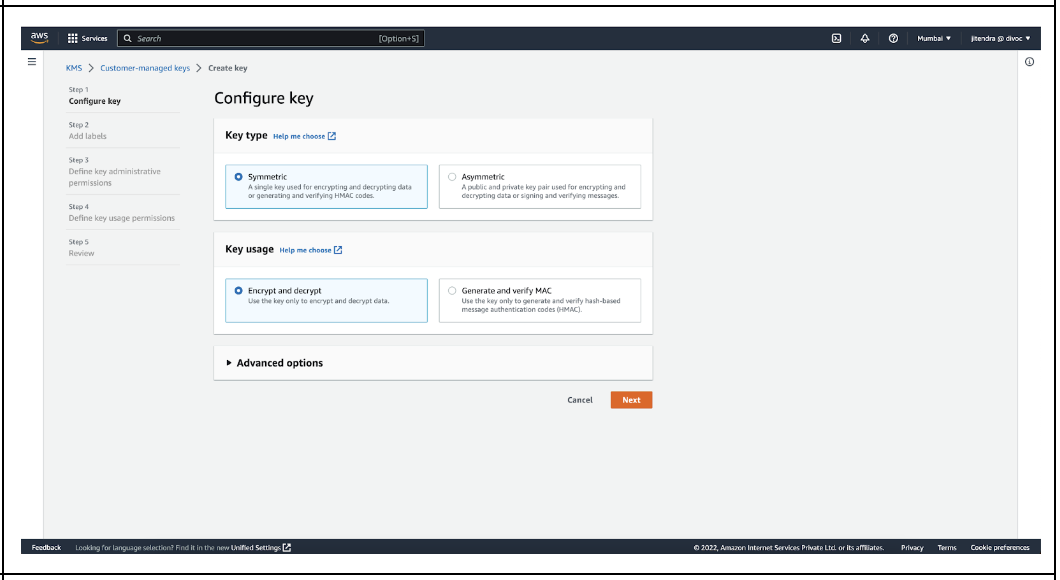 aws
Services
Search
[Option+S]
Mumbai ▼
jitendra @ divoc ▼
KMS > Customer-managed keys > Create key
Step 1
Configure key
Step 2
Add labels
Step 3
Define key administrative
permissions
Step 4
Define key usage permissions
Step 5
Review
Configure key
Key type Help me choose
Symmetric
A single key used for encrypting and decrypting data
or generating and verifying HMAC codes.
Asymmetric
A public and private key pair used for encrypting and
decrypting data or signing and verifying messages.
Key usage Help me choose
Encrypt and decrypt
Use the key only to encrypt and decrypt data.
Generate and verify MAC
Use the key only to generate and verify hash-based
message authentication codes (HMAC).
Advanced options
Cancel
Next
Feedback
Looking for language selection? Find it in the new Unified Settings
© 2022, Amazon Internet Services Private Ltd. or its affiliates.
Privacy
Terms
Cookie preferences